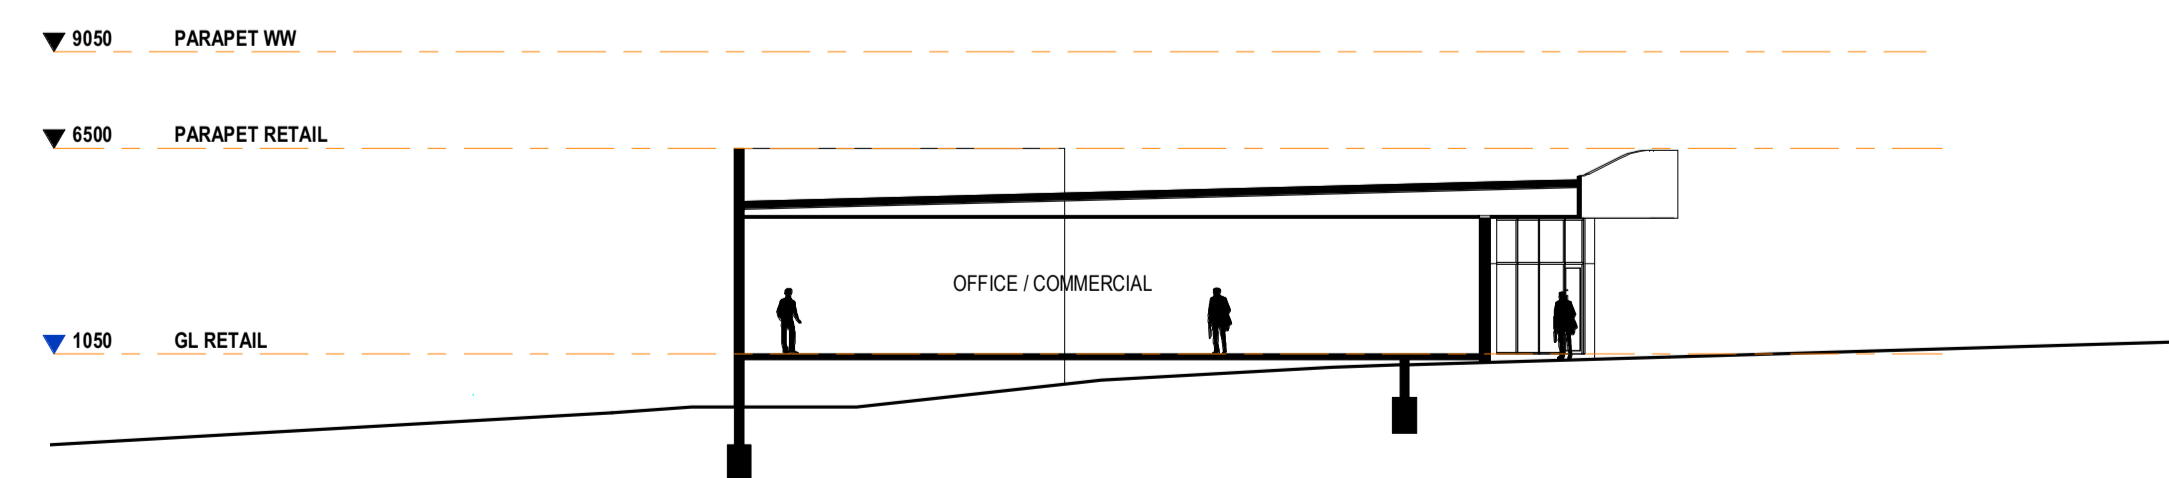 9050 PARAPET WW
6500 PARAPET RETAIL
OFFICE / COMMERCIAL
1050 GL RETAIL